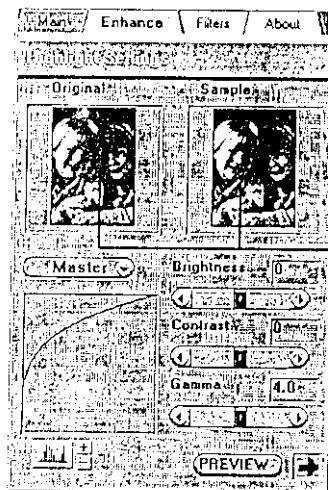 Main Enhance Filters About
Original Sample
Master
Brightness 0
Contrast 0
Gamma 4.0
PREVIEW